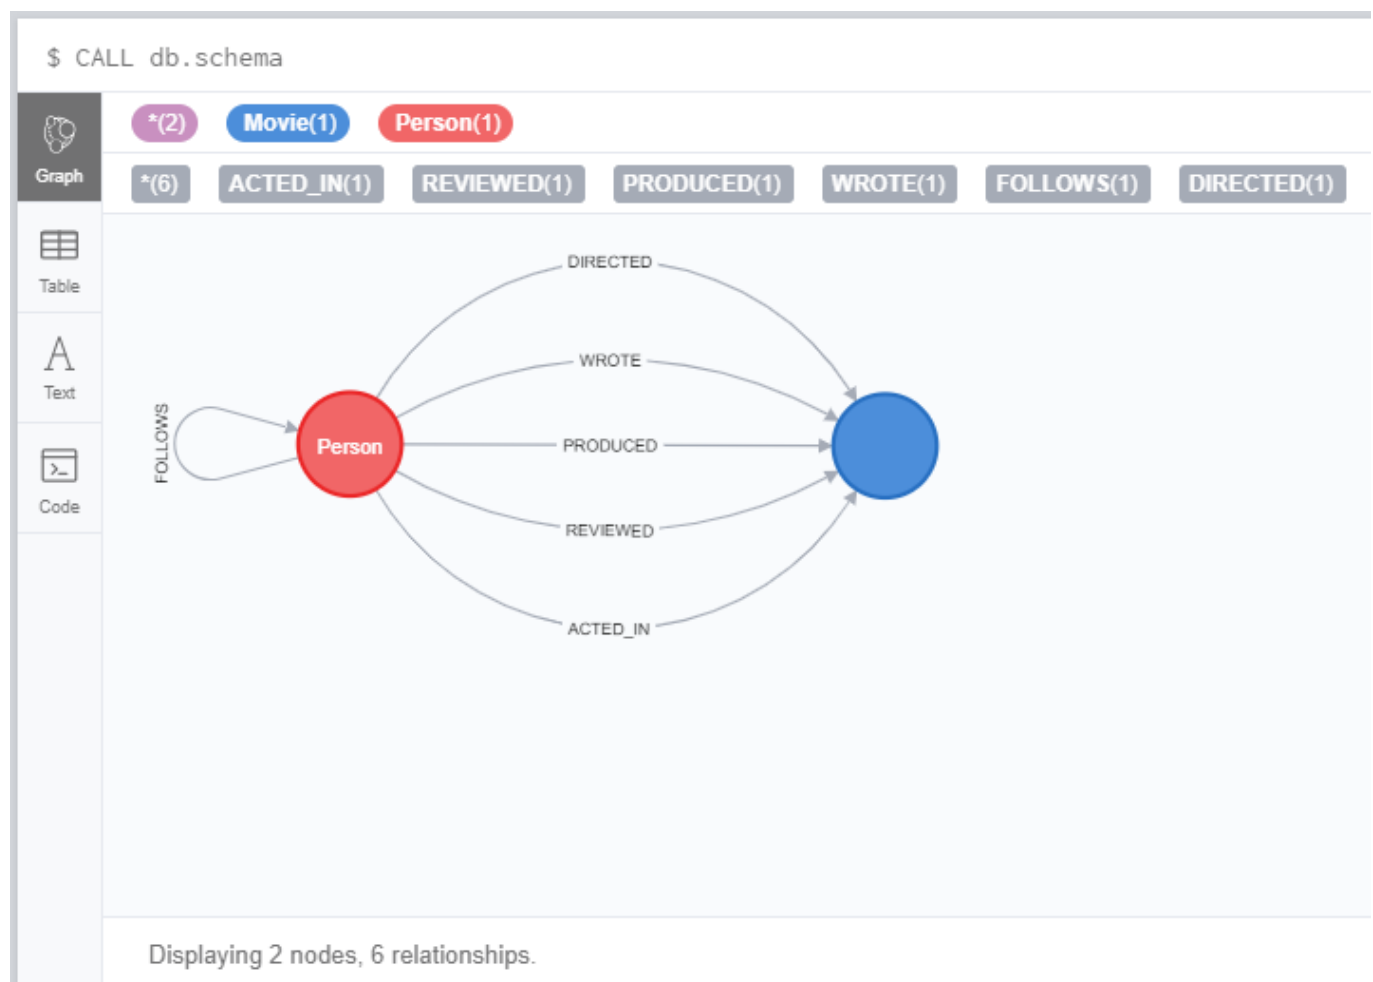 $ CALL db.schema
*(2) Movie(1) Person(1)
*(6) ACTED_IN(1) REVIEWED(1) PRODUCED(1) WROTE(1) FOLLOWS(1) DIRECTED(1)
Graph
Table
Text
Code
DIRECTED
WROTE
FOLLOWS
Person
PRODUCED
REVIEWED
ACTED_IN
Displaying 2 nodes, 6 relationships.